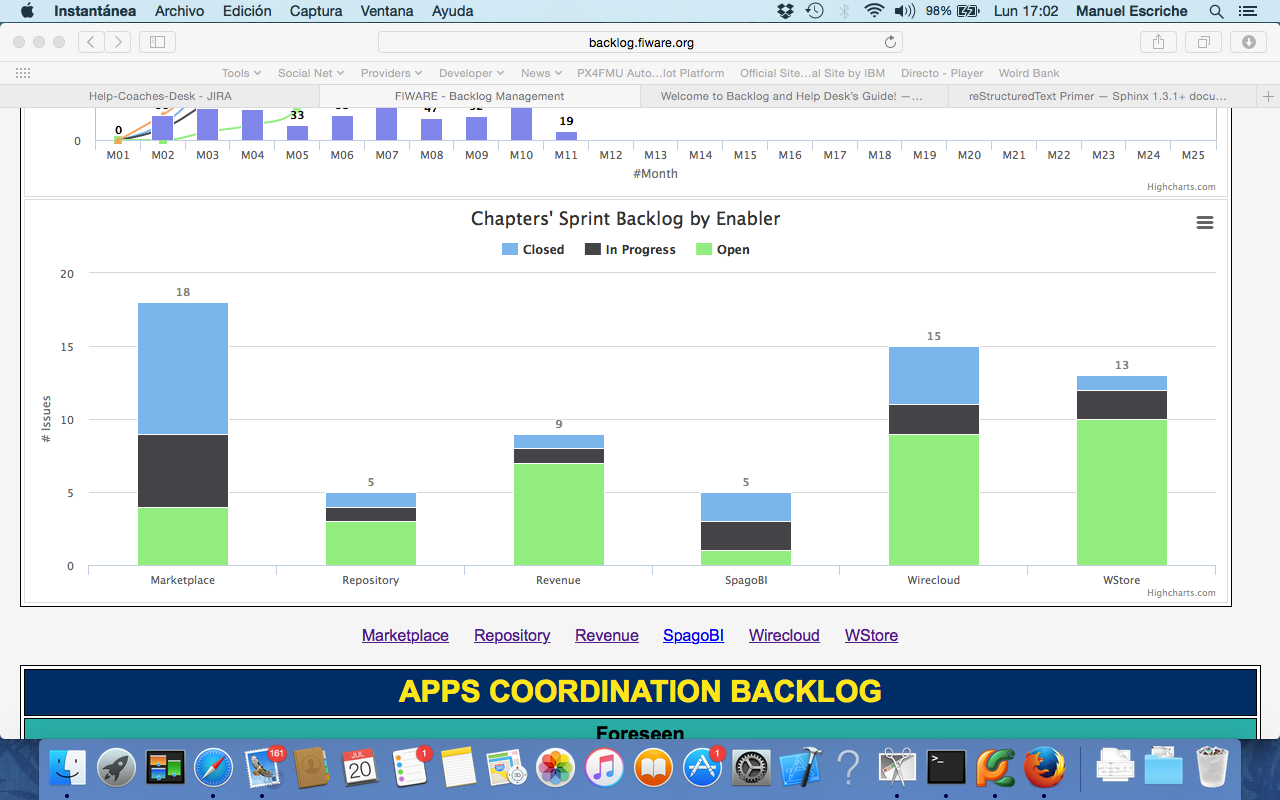 Instantánea Archivo Edición Captura Ventana Ayuda 98% Lun 17:02 Manuel Escriche
backlog.fiware.org
Tools Social Net Providers Developer News PX4FMU Auto...lot Platform Official Site...al Site by IBM Directo - Player Wolrd Bank
Help-Coaches-Desk - JIRA FIWARE - Backlog Management Welcome to Backlog and Help Desk's Guide! —... reStructuredText Primer — Sphinx 1.3.1+ docu...
0 33 19
0
M01 M02 M03 M04 M05 M06 M07 M08 M09 M10 M11 M12 M13 M14 M15 M16 M17 M18 M19 M20 M21 M22 M23 M24 M25
#Month
Highcharts.com
Chapters' Sprint Backlog by Enabler
Closed In Progress Open
# Issues
20
15
10
5
0
18 5 9 5 15 13
Marketplace Repository Revenue SpagoBI Wirecloud WStore
Highcharts.com
Marketplace Repository Revenue SpagoBI Wirecloud WStore
APPS COORDINATION BACKLOG
Foreseen
161 JUL 20 1 1